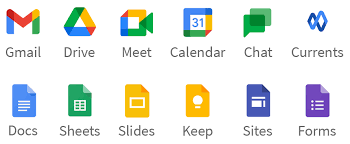 31
Gmail Drive Meet Calendar Chat Currents
Docs Sheets Slides Keep Sites Forms